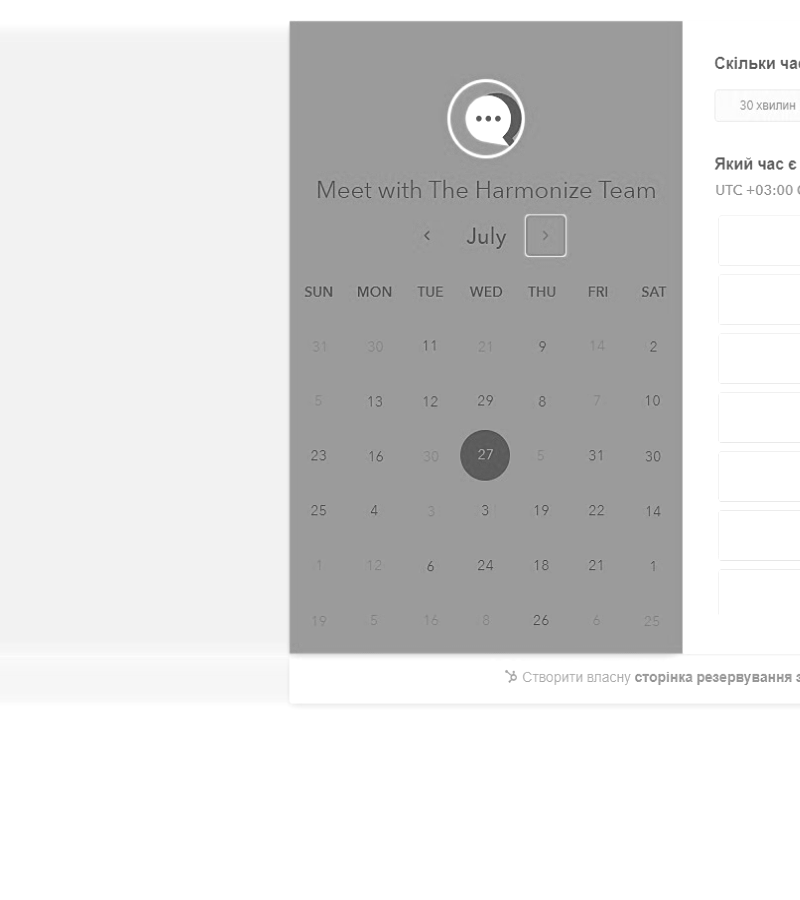 Meet with The Harmonize Team
July
SUN MON TUE WED THU FRI SAT
31 30 11 21 9 14 2
5 13 12 29 8 7 10
23 16 30 27 5 31 30
25 4 3 3 19 22 14
1 12 6 24 18 21 1
19 5 16 8 26 6 25
Скільки
30 хвилин
Який час є
UTC +03:00
Створити власну сторінка резервування